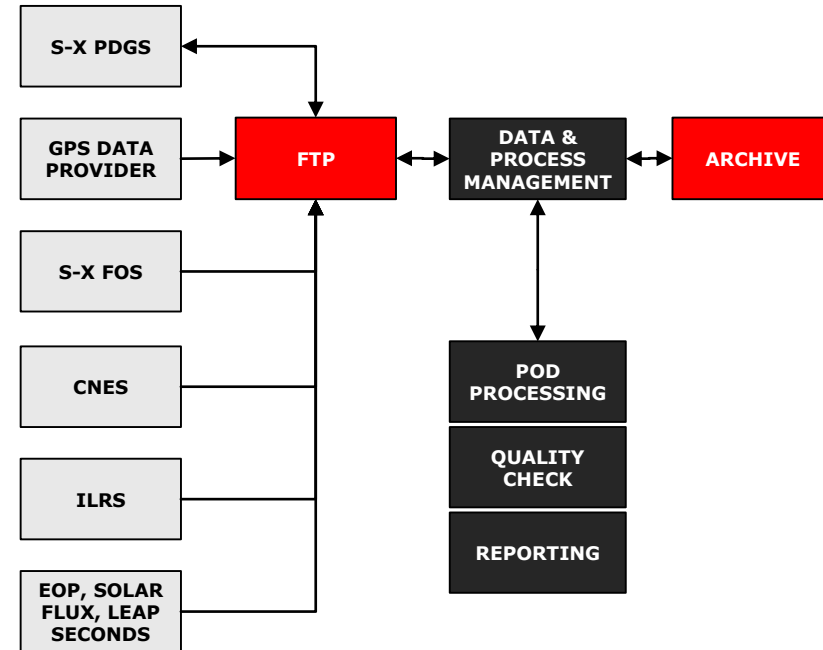 S-X PDGS
GPS DATA
PROVIDER
FTP
DATA &
PROCESS
MANAGEMENT
ARCHIVE
S-X FOS
CNES
POD
PROCESSING
QUALITY
CHECK
ILRS
REPORTING
EOP, SOLAR
FLUX, LEAP
SECONDS